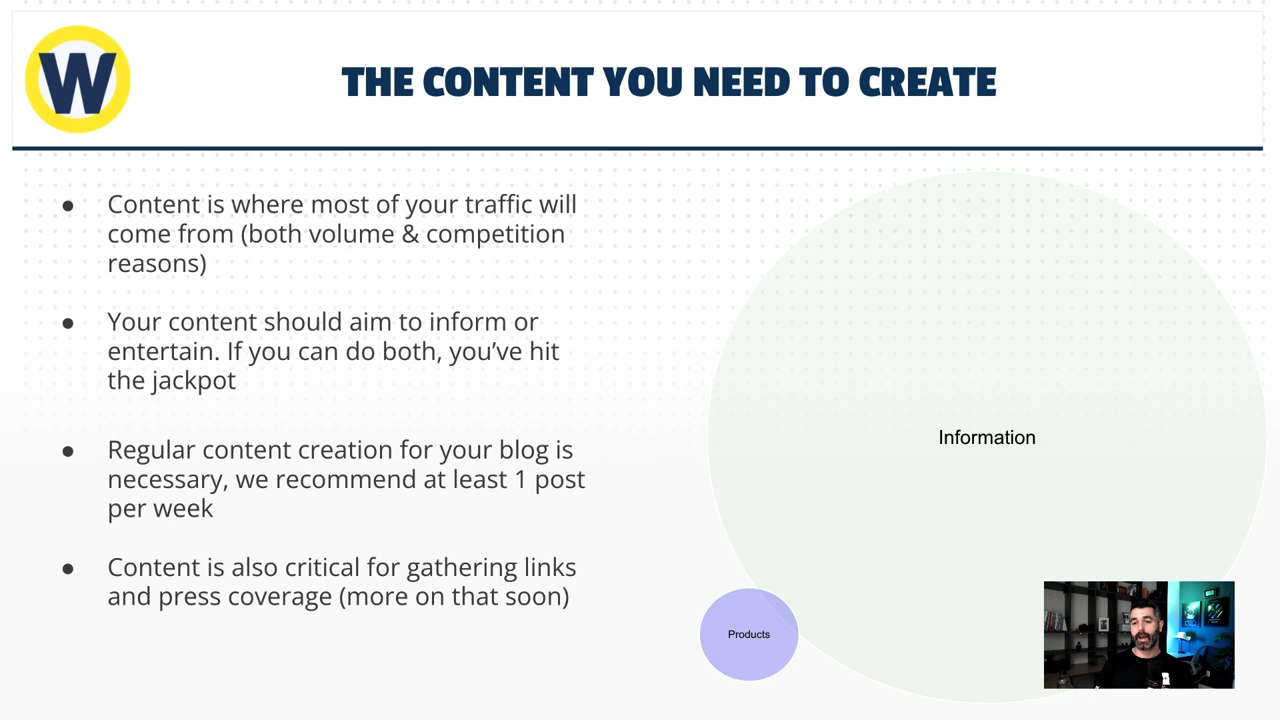 W
THE CONTENT YOU NEED TO CREATE
● Content is where most of your traffic will
come from (both volume & competition
reasons)
● Your content should aim to inform or
entertain. If you can do both, you’ve hit
the jackpot
● Regular content creation for your blog is
necessary, we recommend at least 1 post
per week
● Content is also critical for gathering links
and press coverage (more on that soon)
Information
Products